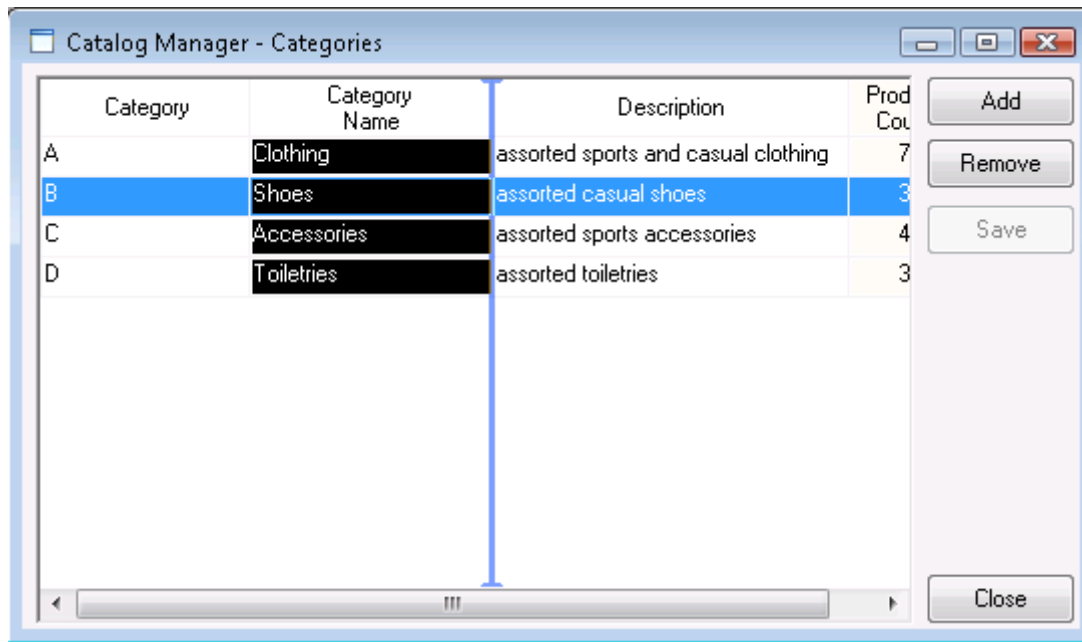 Catalog Manager - Categories
Category Category Name Description Prod Cou
A Clothing assorted sports and casual clothing 7
B Shoes assorted casual shoes 3
C Accessories assorted sports accessories 4
D Toiletries assorted toiletries 3
Add
Remove
Save
Close